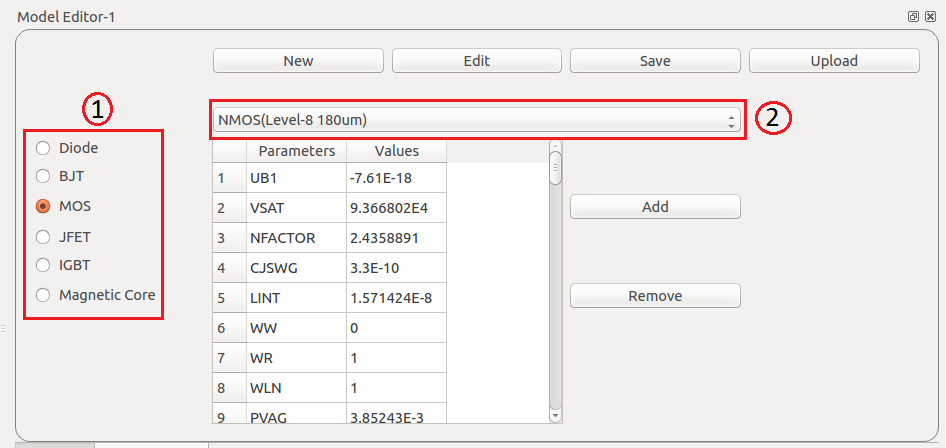 Model Editor-1
New Edit Save Upload
1
NMOS(Level-8 180um)
2
Diode
BJT
MOS
JFET
IGBT
Magnetic Core
Parameters Values
1 UB1 -7.61E-18
2 VSAT 9.366802E4
3 NFACTOR 2.4358891
4 CJSWG 3.3E-10
5 LINT 1.571424E-8
6 WW 0
7 WR 1
8 WLN 1
9 PVAG 3.85243E-3
Add
Remove